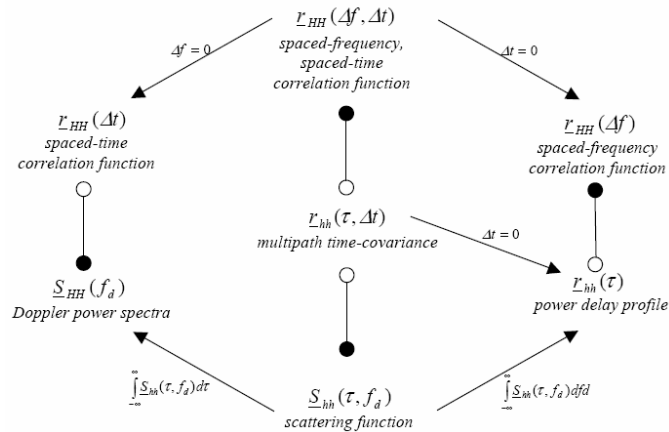 r_HH (Δf, Δt)
spaced-frequency,
spaced-time
correlation function
Δf = 0
Δt = 0
r_HH (Δt)
spaced-time
correlation function
r_HH (Δf)
spaced-frequency
correlation function
r_hh (τ, Δt)
multipath time-covariance
Δt = 0
S_HH (f_d)
Doppler power spectra
r_hh (τ)
power delay profile
∫_{-∞}^{∞} S_hh (τ, f_d) dτ
∫_{-∞}^{∞} S_hh (τ, f_d) dfd
S_hh (τ, f_d)
scattering function